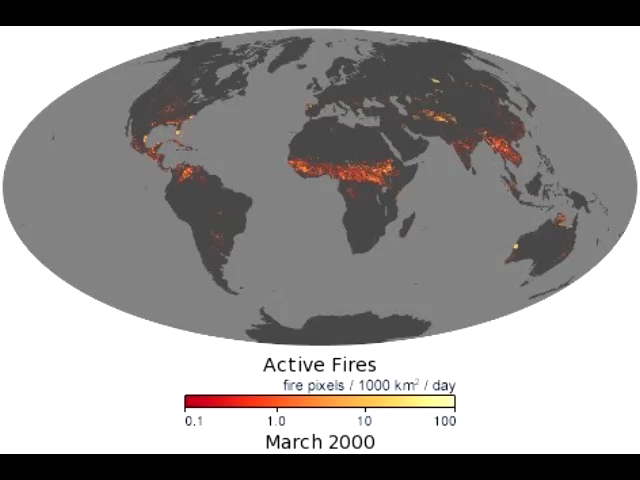 Active Fires
fire pixels / 1000 km² / day
0.1 1.0 10 100
March 2000